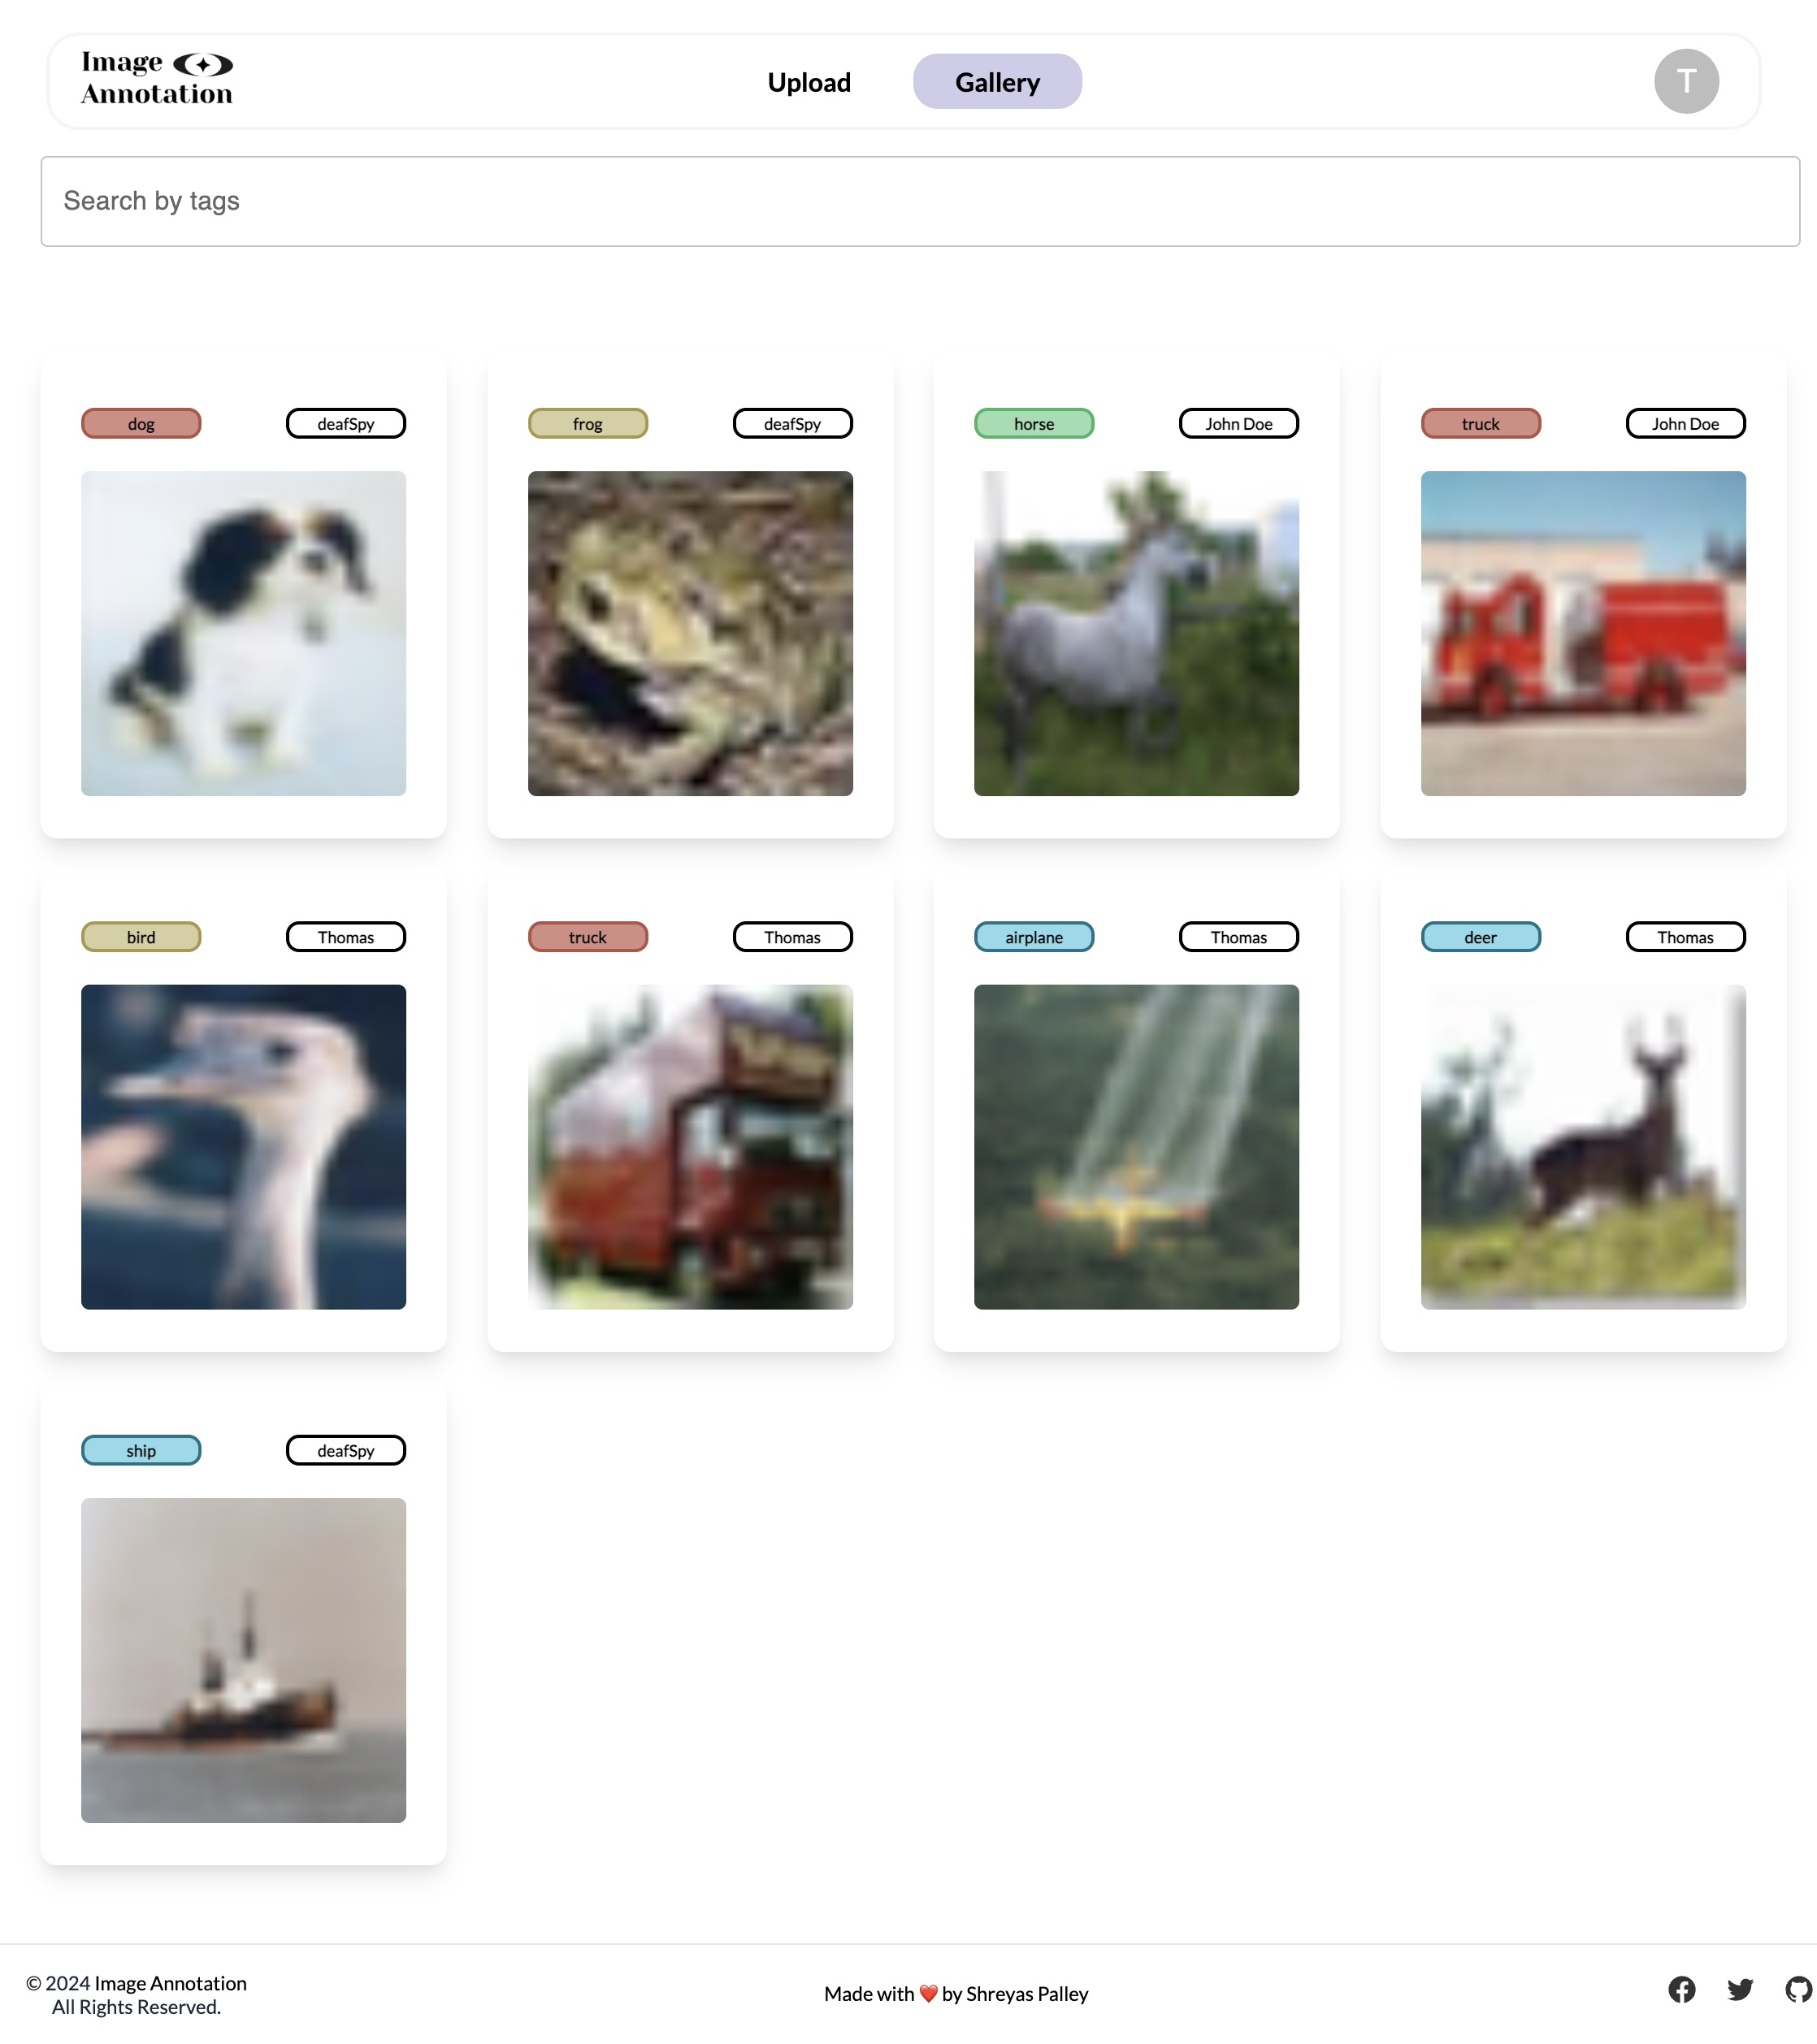 Image
Annotation
Upload
Gallery
T
Search by tags
dog
deafSpy
frog
deafSpy
horse
John Doe
truck
John Doe
bird
Thomas
truck
Thomas
airplane
Thomas
deer
Thomas
ship
deafSpy
© 2024 Image Annotation
All Rights Reserved.
Made with ❤️ by Shreyas Palley